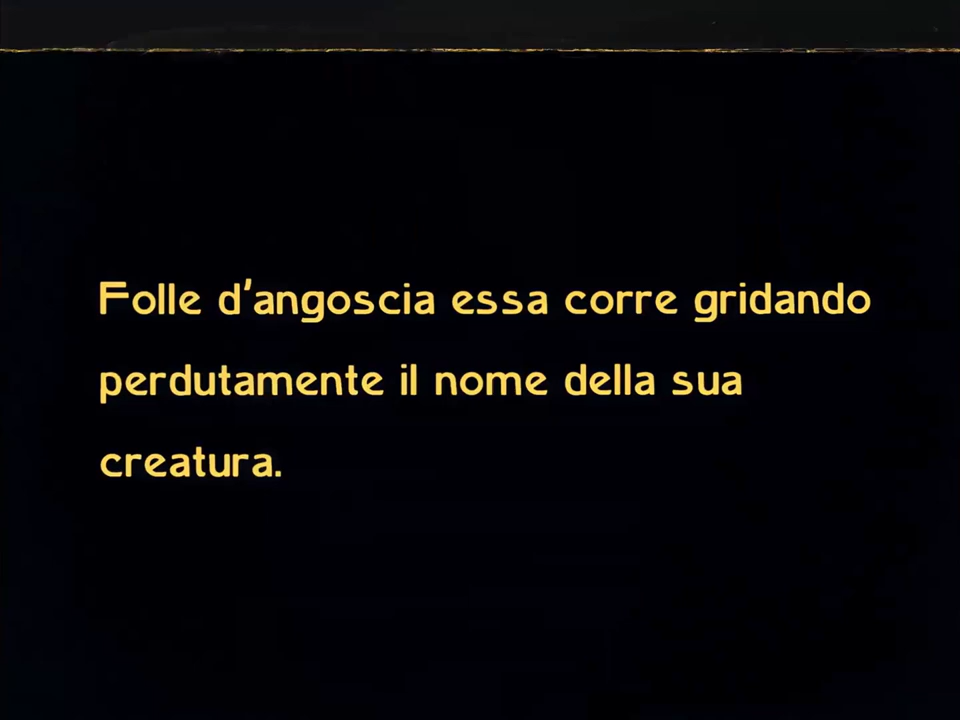 Folle d'angoscia essa corre gridando
perdutamente il nome della sua
creatura.